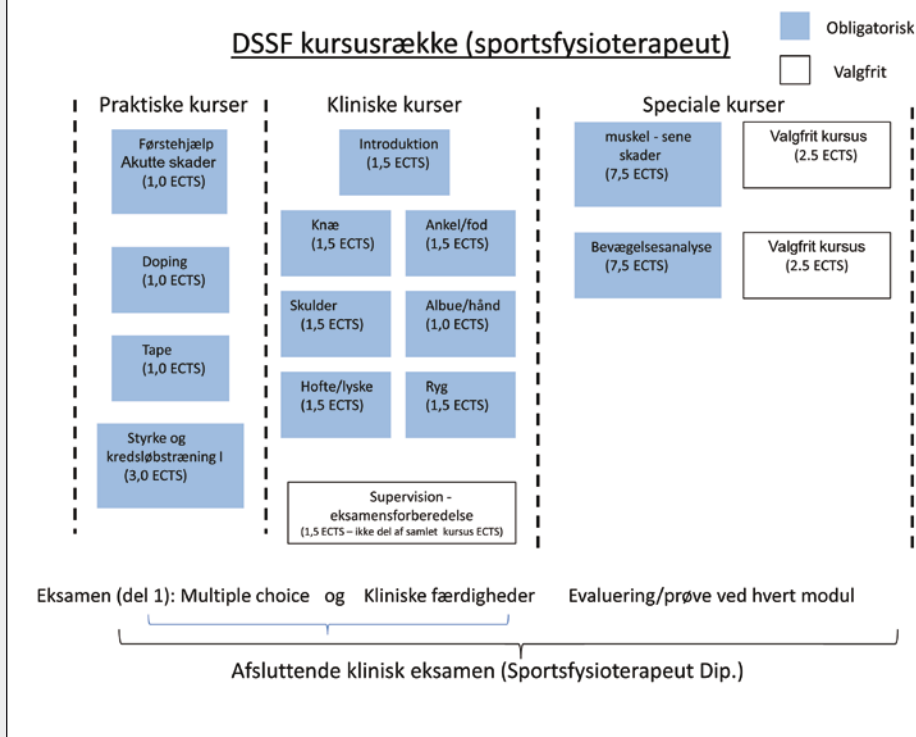 DSSF kursusrække (sportsfysioterapeut)
Obligatorisk
Valgfrit
Praktiske kurser
Førstehjælp
Akutte skader
(1,0 ECTS)
Doping
(1,0 ECTS)
Tape
(1,0 ECTS)
Styrke og
kredsløbstræning I
(3,0 ECTS)
Kliniske kurser
Introduktion
(1,5 ECTS)
Knæ
(1,5 ECTS)
Ankel/fod
(1,5 ECTS)
Skulder
(1,5 ECTS)
Albue/hånd
(1,0 ECTS)
Hofte/lyske
(1,5 ECTS)
Ryg
(1,5 ECTS)
Supervision -
eksamensforberedelse
(1,5 ECTS – ikke del af samlet kursus ECTS)
Speciale kurser
muskel - sene
skader
(7,5 ECTS)
Valgfrit kursus
(2.5 ECTS)
Bevægelsesanalyse
(7,5 ECTS)
Valgfrit kursus
(2.5 ECTS)
Eksamen (del 1): Multiple choice og Kliniske færdigheder Evaluering/prøve ved hvert modul
Afsluttende klinisk eksamen (Sportsfysioterapeut Dip.)